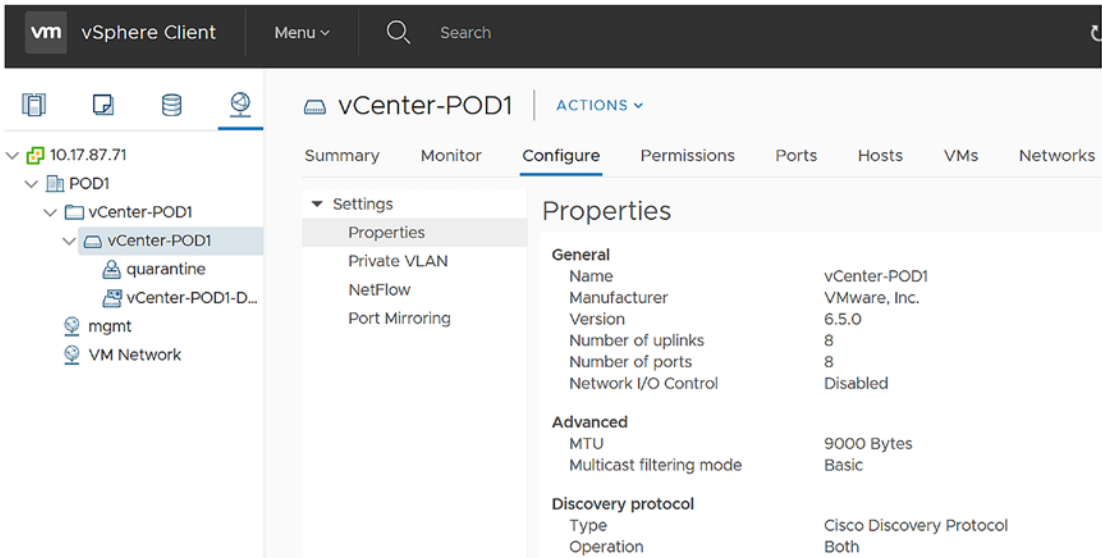 vm vSphere Client Menu Search
vCenter-POD1 ACTIONS
Summary Monitor Configure Permissions Ports Hosts VMs Networks
10.17.87.71
POD1
vCenter-POD1
vCenter-POD1
quarantine
vCenter-POD1-D...
mgmt
VM Network
Settings
Properties
Private VLAN
NetFlow
Port Mirroring
Properties
General
Name vCenter-POD1
Manufacturer VMware, Inc.
Version 6.5.0
Number of uplinks 8
Number of ports 8
Network I/O Control Disabled
Advanced
MTU 9000 Bytes
Multicast filtering mode Basic
Discovery protocol
Type Cisco Discovery Protocol
Operation Both